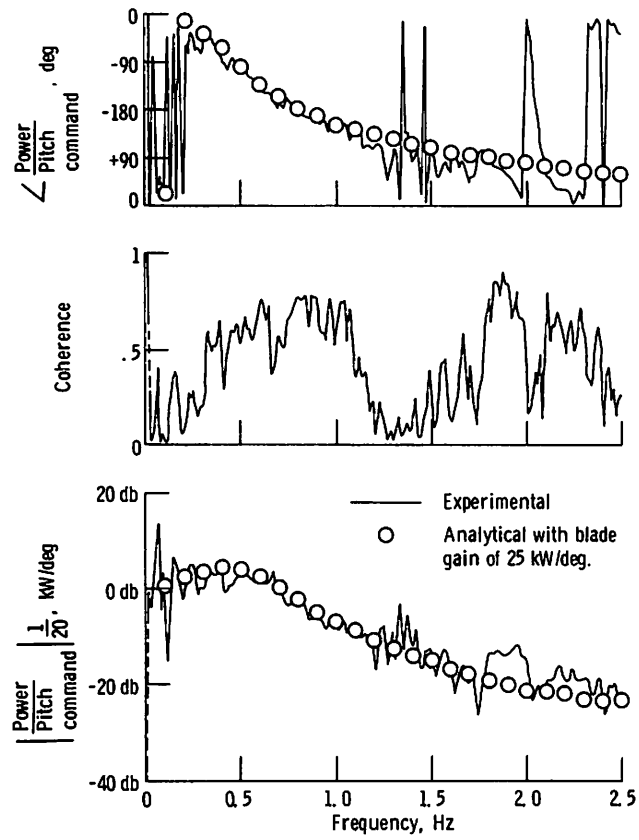 ∠ Power/Pitch command, deg
0
-90
-180
+90
0
Coherence
1
.5
0
|Power/Pitch command| 1/20, kW/deg
20 db
0 db
-20 db
-40 db
Experimental
Analytical with blade
gain of 25 kW/deg.
0 0.5 1.0 1.5 2.0 2.5
Frequency, Hz